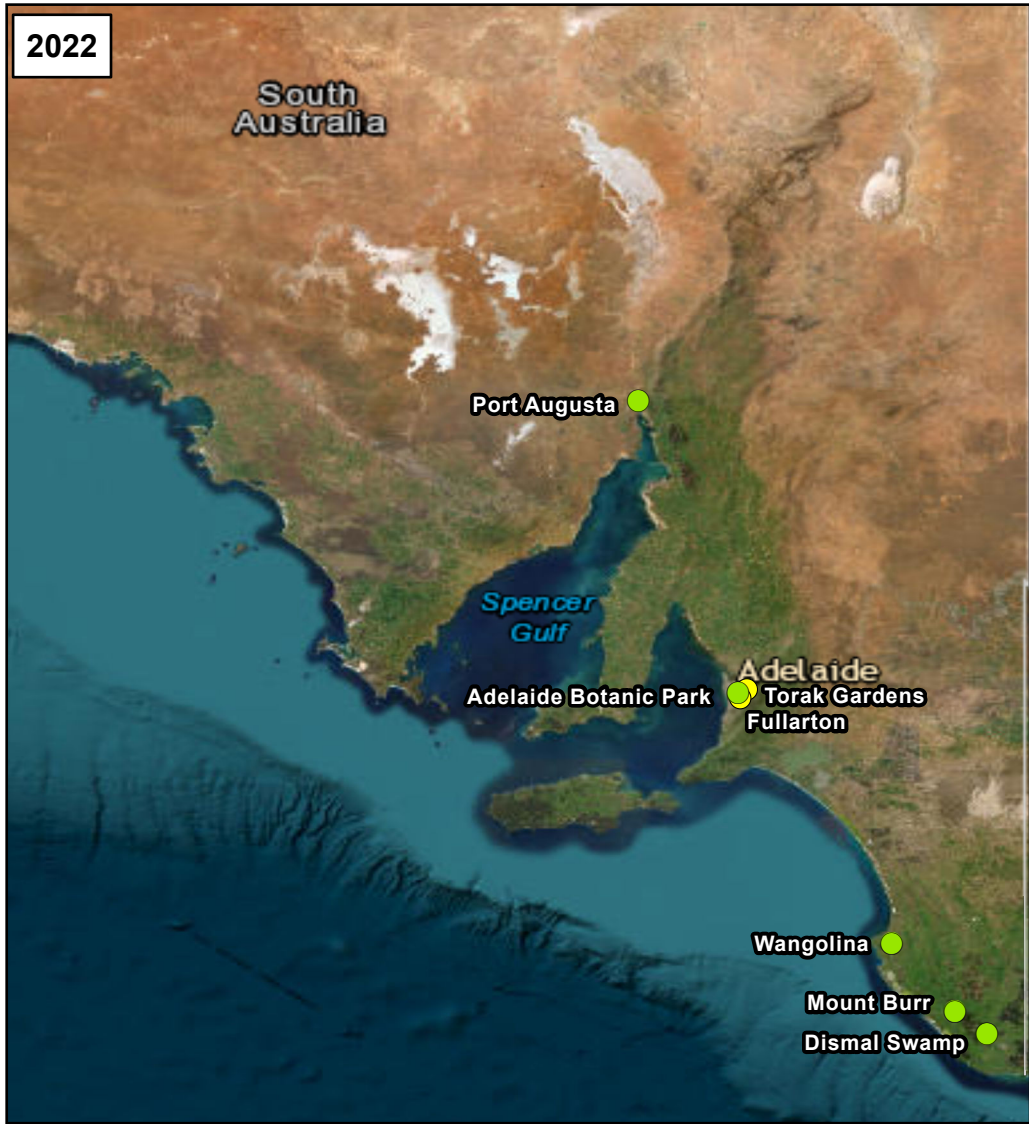 2022
South
Australia
Port Augusta
Spencer
Gulf
Adelaide
Adelaide Botanic Park
Torak Gardens
Fullarton
Wangolina
Mount Burr
Dismal Swamp